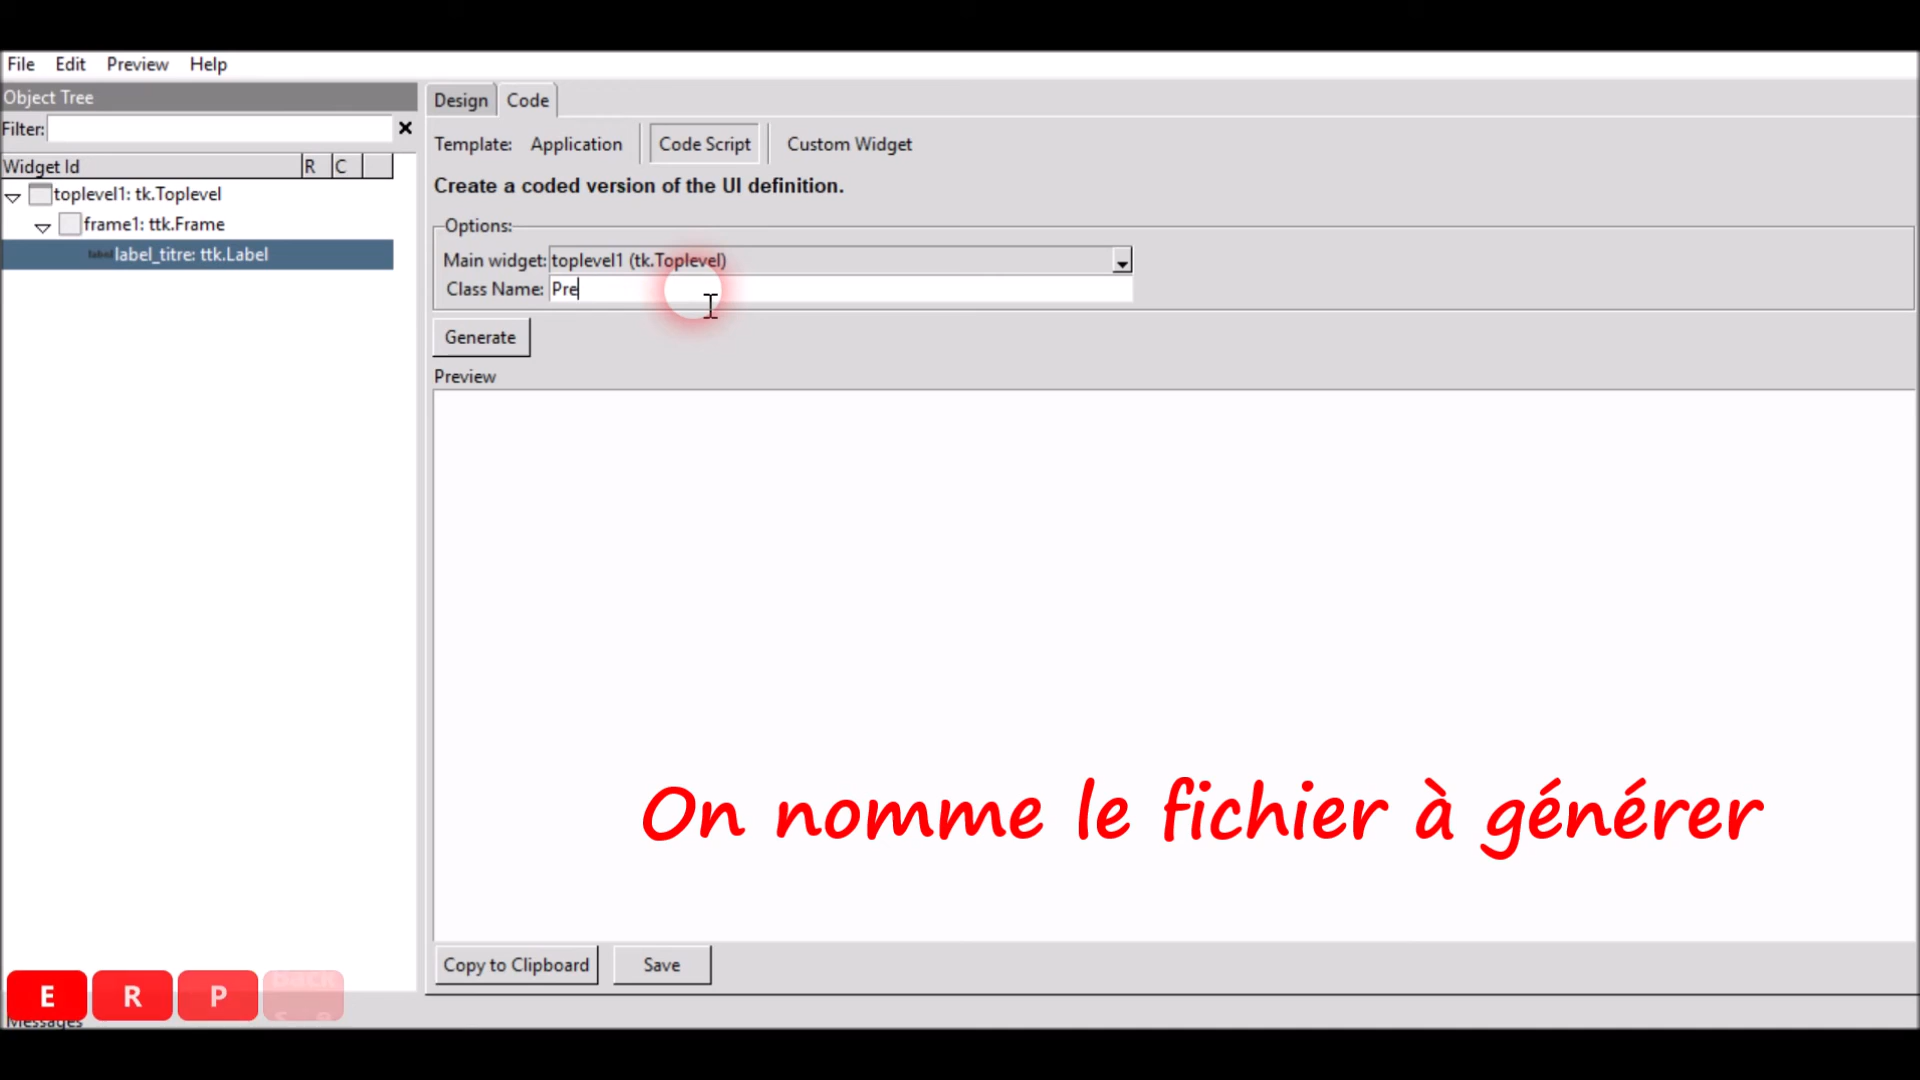 File Edit Preview Help
Object Tree
Filter:
Widget Id R C
toplevel1: tk.Toplevel
frame1: ttk.Frame
label label_titre: ttk.Label
Design Code
Template: Application Code Script Custom Widget
Create a coded version of the UI definition.
Options:
Main widget: toplevel1 (tk.Toplevel)
Class Name: Pre
Generate
Preview
On nomme le fichier à générer
Copy to Clipboard Save
E R P
Messages